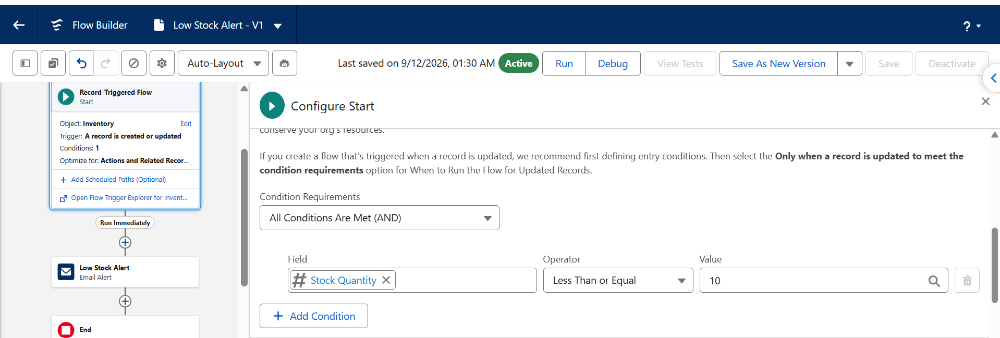 Flow Builder
Low Stock Alert - V1
?
Auto-Layout
Last saved on 9/12/2026, 01:30 AM
Active
Run
Debug
View Tests
Save As New Version
Save
Deactivate
Record-Triggered Flow
Start
Object: Inventory
Edit
Trigger: A record is created or updated
Conditions: 1
Optimize for: Actions and Related Recor...
+ Add Scheduled Paths (Optional)
Open Flow Trigger Explorer for Invent...
Run Immediately
Low Stock Alert
Email Alert
End
Configure Start
conserve your org's resources.
If you create a flow that's triggered when a record is updated, we recommend first defining entry conditions. Then select the Only when a record is updated to meet the
condition requirements option for When to Run the Flow for Updated Records.
Condition Requirements
All Conditions Are Met (AND)
Field
Operator
Value
# Stock Quantity
Less Than or Equal
10
+ Add Condition